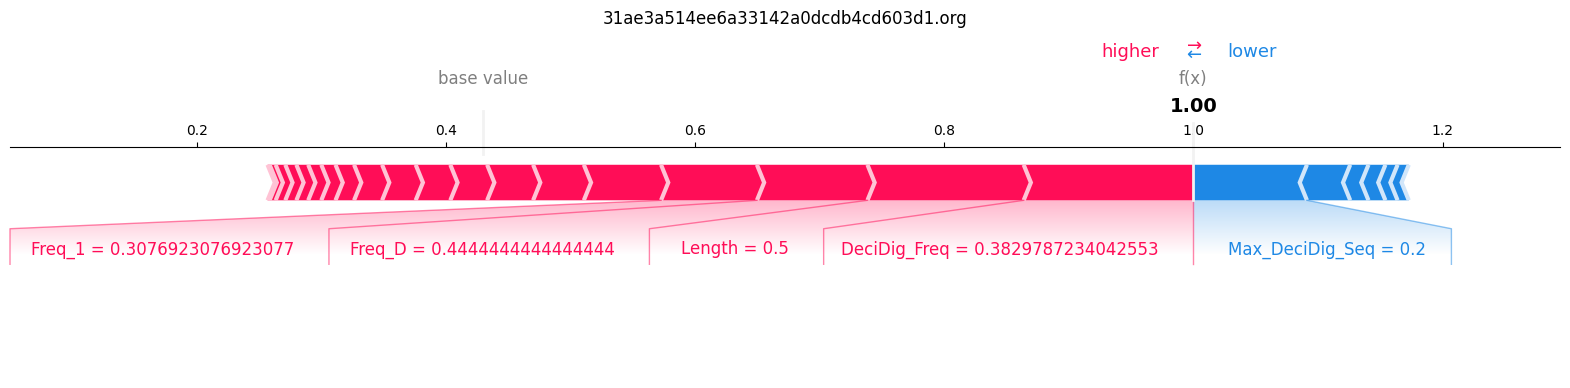 31ae3a514ee6a33142a0dcdb4cd603d1.org
higher → ← lower
base value f(x)
1.00
0.2 0.4 0.6 0.8 1.0 1.2
Freq_1 = 0.3076923076923077 Freq_D = 0.4444444444444444 Length = 0.5 DeciDig_Freq = 0.3829787234042553 Max_DeciDig_Seq = 0.2